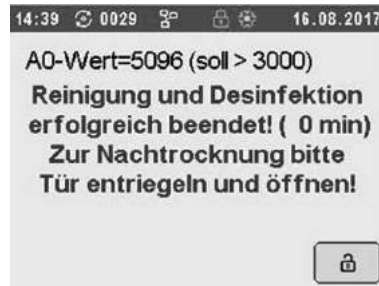 14:39 0029 16.08.2017
A0-Wert=5096 (soll > 3000)
Reinigung und Desinfektion
erfolgreich beendet! ( 0 min)
Zur Nachtrocknung bitte
Tür entriegeln und öffnen!